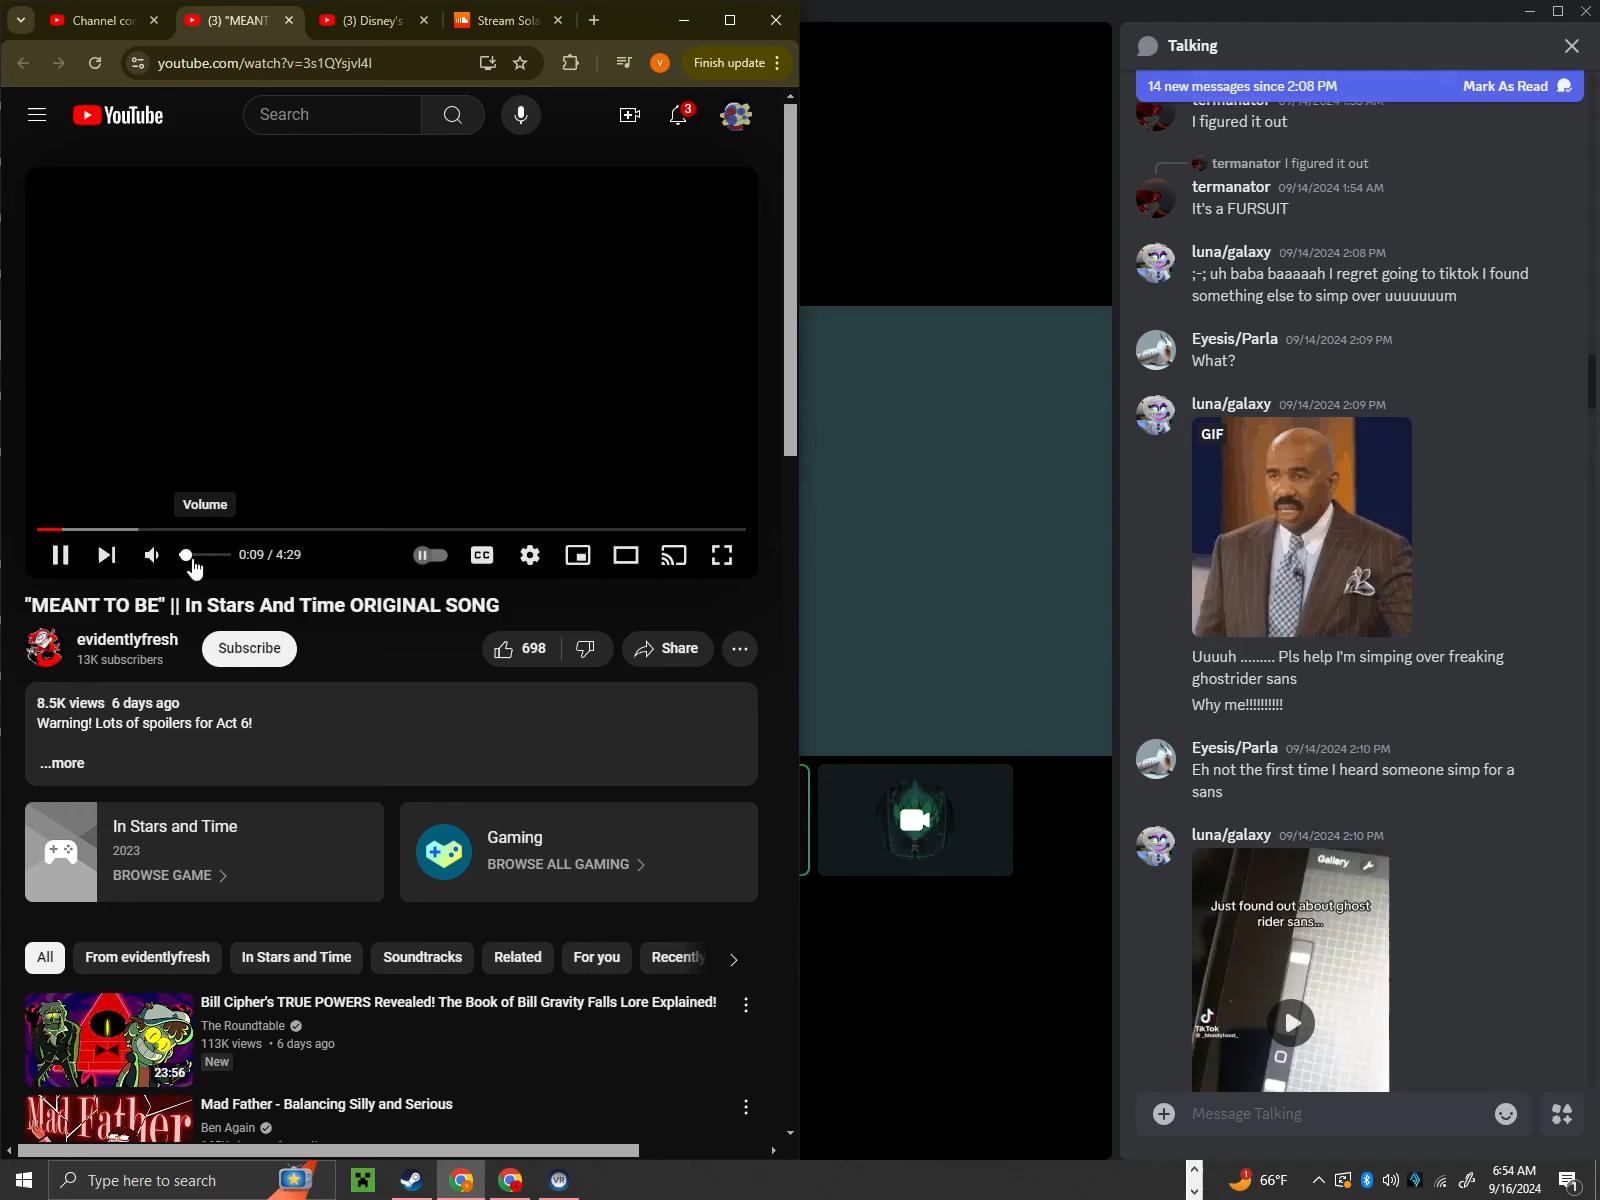 Channel co
(3) "MEANT
(3) Disney's
Stream Sola
youtube.com/watch?v=3s1QYsjvl4I
V
Finish update
YouTube
Search
3
Volume
0:09 / 4:29
CC
"MEANT TO BE" || In Stars And Time ORIGINAL SONG
evidentlyfresh
13K subscribers
Subscribe
698
Share
8.5K views 6 days ago
Warning! Lots of spoilers for Act 6!
...more
In Stars and Time
2023
BROWSE GAME
Gaming
BROWSE ALL GAMING
All
From evidentlyfresh
In Stars and Time
Soundtracks
Related
For you
Recently
Bill Cipher's TRUE POWERS Revealed! The Book of Bill Gravity Falls Lore Explained!
The Roundtable
113K views • 6 days ago
New
23:56
Mad Father
Mad Father - Balancing Silly and Serious
Ben Again
Talking
14 new messages since 2:08 PM
Mark As Read
I figured it out
termanator I figured it out
termanator 09/14/2024 1:54 AM
It's a FURSUIT
luna/galaxy 09/14/2024 2:08 PM
;-; uh baba baaaaah I regret going to tiktok I found
something else to simp over uuuuuuum
Eyesis/Parla 09/14/2024 2:09 PM
What?
luna/galaxy 09/14/2024 2:09 PM
GIF
Uuuuh ......... Pls help I'm simping over freaking
ghostrider sans
Why me!!!!!!!!!!
Eyesis/Parla 09/14/2024 2:10 PM
Eh not the first time I heard someone simp for a
sans
luna/galaxy 09/14/2024 2:10 PM
Gallery
Just found out about ghost
rider sans...
TikTok
@_bloodytoast_
Message Talking
Type here to search
VR
1
66°F
6:54 AM
9/16/2024
1